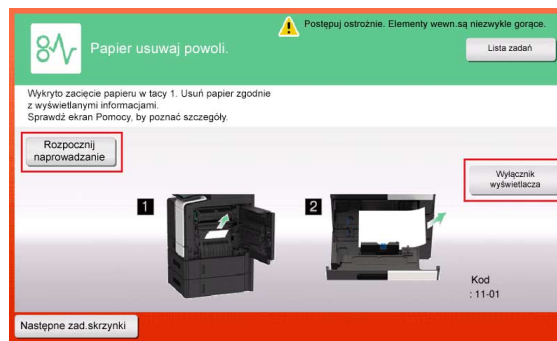 Postępuj ostrożnie. Elementy wewn.są niezwykle gorące.
Papier usuwaj powoli.
Lista zadań
Wykryto zacięcie papieru w tacy 1. Usuń papier zgodnie
z wyświetlanymi informacjami.
Sprawdź ekran Pomocy, by poznać szczegóły.
Rozpocznij
naprowadzanie
Wyłącznik
wyświetlacza
1
2
Kod
: 11-01
Następne zad.skrzynki